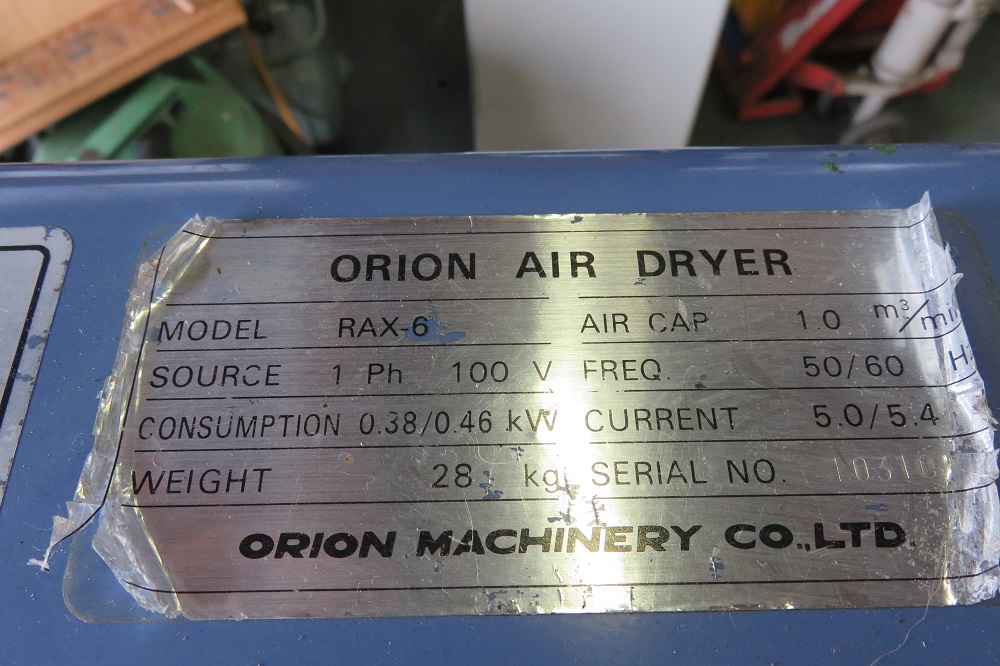 ORION AIR DRYER
MODEL RAX-6 AIR CAP. 1.0 m³/min
SOURCE 1 Ph 100 V FREQ. 50/60 Hz
CONSUMPTION 0.38/0.46 kW CURRENT 5.0/5.4
WEIGHT 28 kg SERIAL NO.
ORION MACHINERY CO.,LTD.